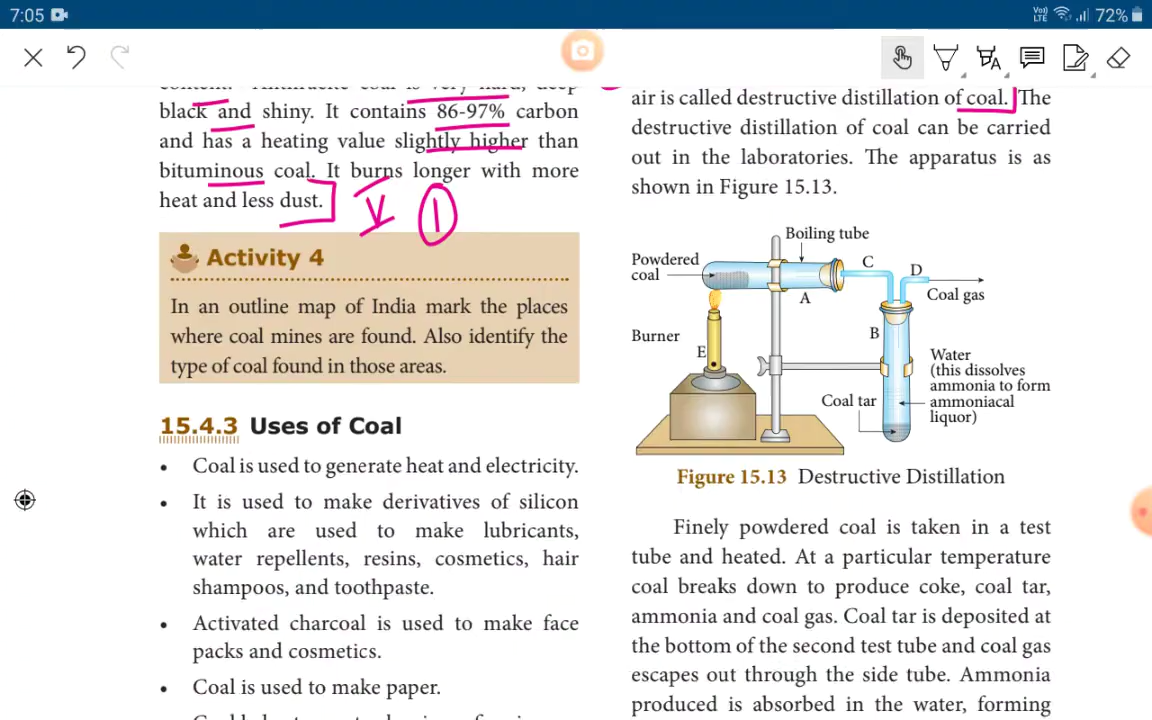 7:05
Vo) LTE 72%
content. Anthracite coal is very hard, deep
black and shiny. It contains 86-97% carbon
and has a heating value slightly higher than
bituminous coal. It burns longer with more
heat and less dust.
V 1
Activity 4
In an outline map of India mark the places
where coal mines are found. Also identify the
type of coal found in those areas.
15.4.3 Uses of Coal
• Coal is used to generate heat and electricity.
• It is used to make derivatives of silicon
which are used to make lubricants,
water repellents, resins, cosmetics, hair
shampoos, and toothpaste.
• Activated charcoal is used to make face
packs and cosmetics.
• Coal is used to make paper.
air is called destructive distillation of coal. The
destructive distillation of coal can be carried
out in the laboratories. The apparatus is as
shown in Figure 15.13.
Boiling tube
Powdered
coal
A
C
D
Coal gas
Burner
E
B
Water
(this dissolves
ammonia to form
ammoniacal
liquor)
Coal tar
Figure 15.13 Destructive Distillation
Finely powdered coal is taken in a test
tube and heated. At a particular temperature
coal breaks down to produce coke, coal tar,
ammonia and coal gas. Coal tar is deposited at
the bottom of the second test tube and coal gas
escapes out through the side tube. Ammonia
produced is absorbed in the water, forming